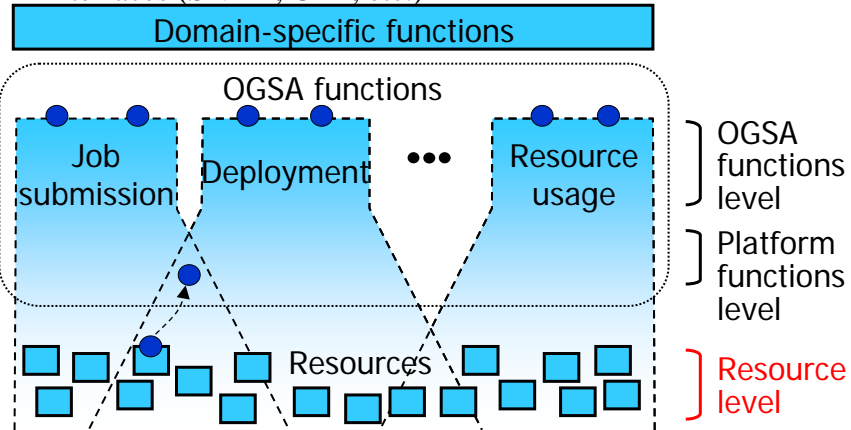 Domain-specific functions
OGSA functions
Job
submission
Deployment
•••
Resource
usage
OGSA
functions
level
Platform
functions
level
Resources
Resource
level